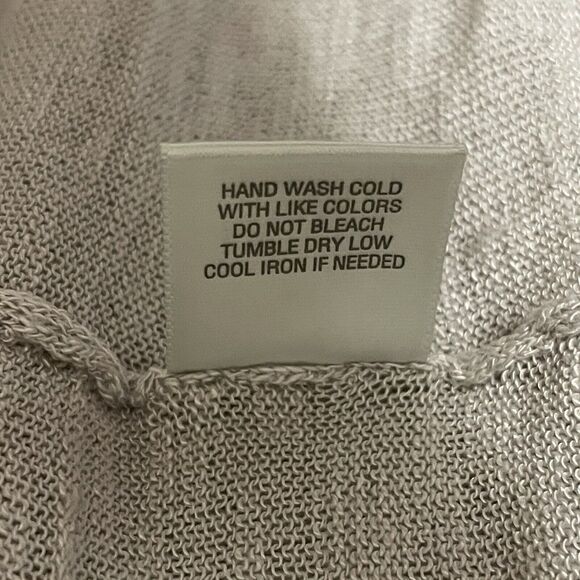 HAND WASH COLD
WITH LIKE COLORS
DO NOT BLEACH
TUMBLE DRY LOW
COOL IRON IF NEEDED